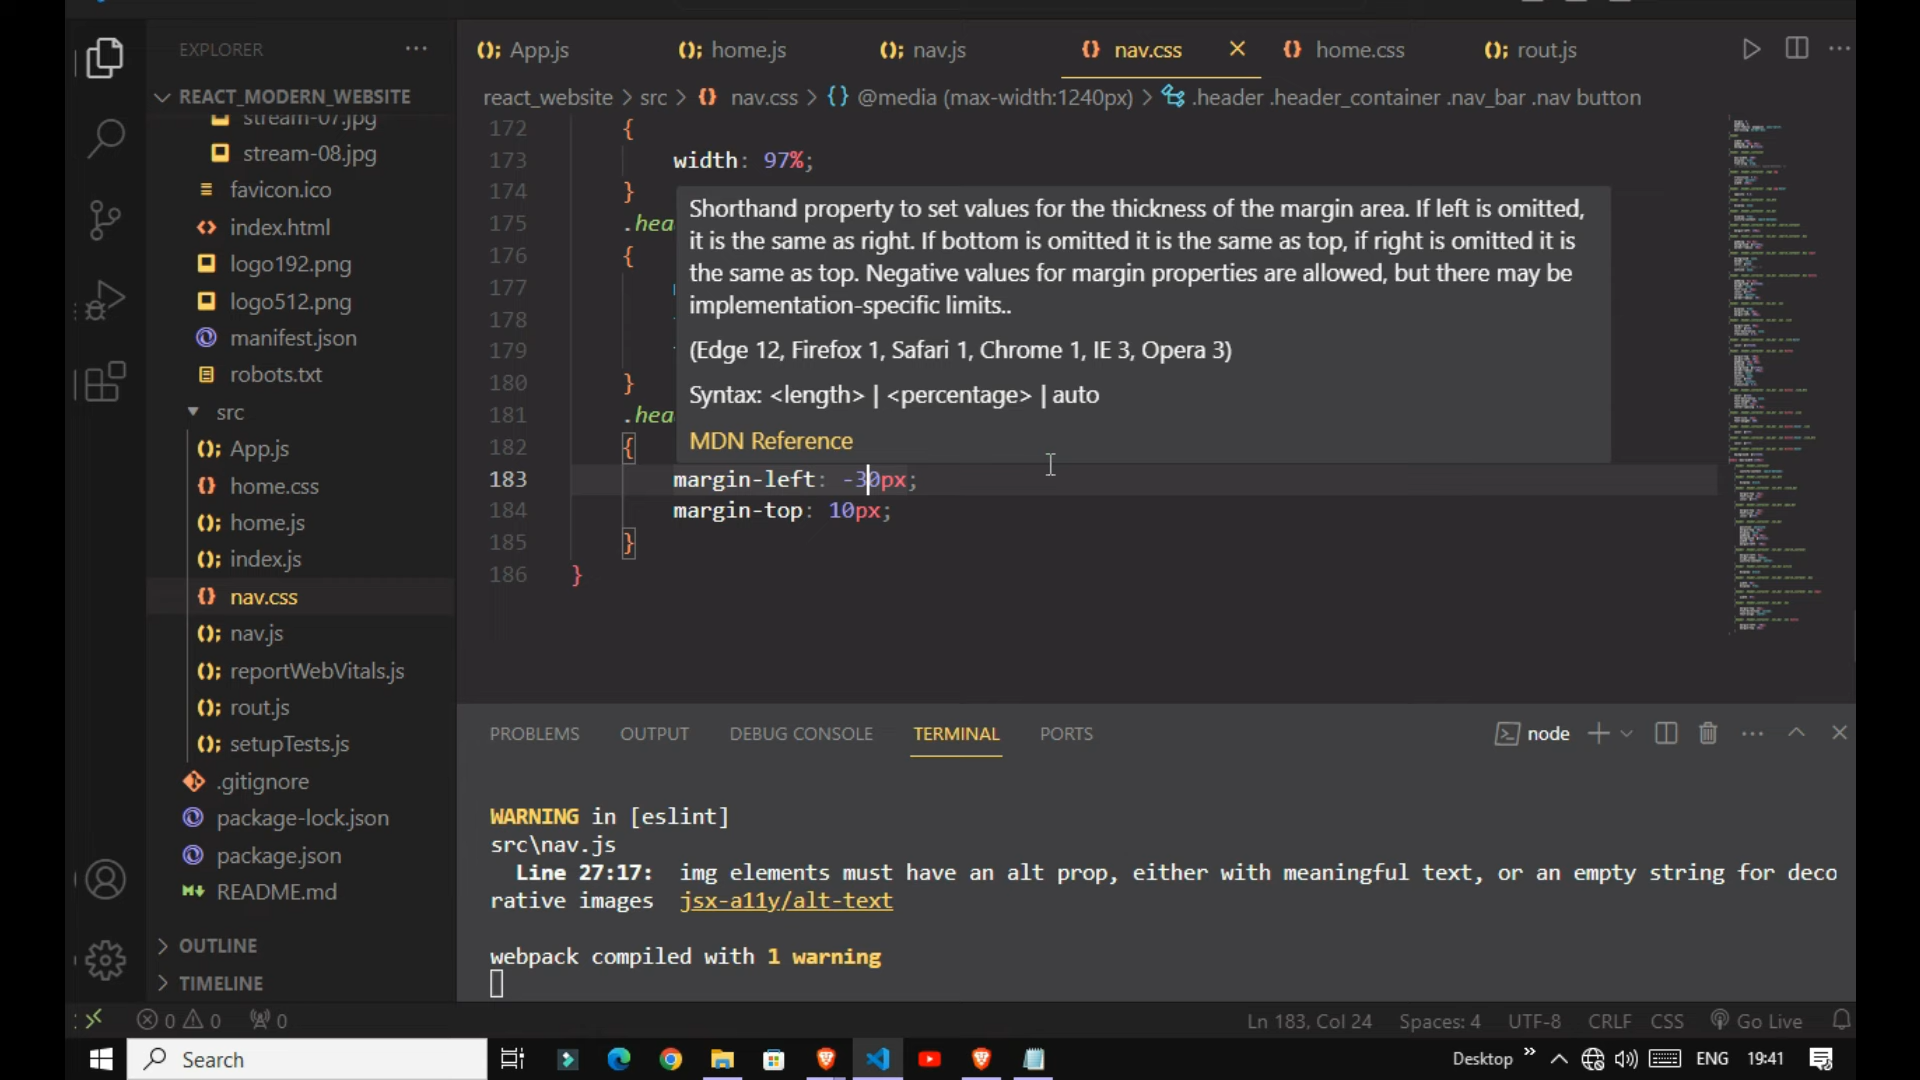 EXPLORER
REACT_MODERN_WEBSITE
stream-07.jpg
stream-08.jpg
favicon.ico
index.html
logo192.png
logo512.png
manifest.json
robots.txt
src
App.js
home.css
home.js
index.js
nav.css
nav.js
reportWebVitals.js
rout.js
setupTests.js
.gitignore
package-lock.json
package.json
README.md
OUTLINE
TIMELINE
App.js home.js nav.js nav.css home.css rout.js
react_website > src > nav.css > {} @media (max-width:1240px) > .header .header_container .nav_bar .nav button
172 {
173 width: 97%;
174 }
175 .hea
176 {
177
178
179
180 }
181 .hea
182 {
183 margin-left: -30px;
184 margin-top: 10px;
185 }
186 }
Shorthand property to set values for the thickness of the margin area. If left is omitted,
it is the same as right. If bottom is omitted it is the same as top, if right is omitted it is
the same as top. Negative values for margin properties are allowed, but there may be
implementation-specific limits..
(Edge 12, Firefox 1, Safari 1, Chrome 1, IE 3, Opera 3)
Syntax: <length> | <percentage> | auto
MDN Reference
PROBLEMS OUTPUT DEBUG CONSOLE TERMINAL PORTS
node
WARNING in [eslint]
src\nav.js
Line 27:17: img elements must have an alt prop, either with meaningful text, or an empty string for deco
rative images jsx-a11y/alt-text
webpack compiled with 1 warning
0 0 0
Ln 183, Col 24 Spaces: 4 UTF-8 CRLF CSS Go Live
Search
Desktop ENG 19:41